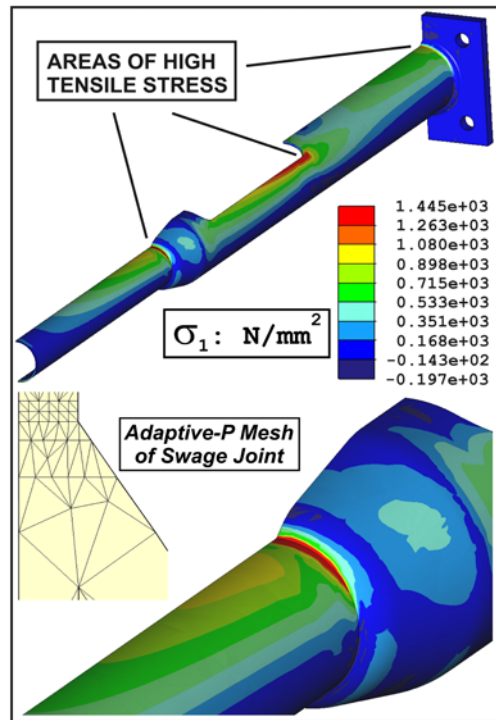 AREAS OF HIGH
TENSILE STRESS
1.445e+03
1.263e+03
1.080e+03
0.898e+03
0.715e+03
0.533e+03
0.351e+03
0.168e+03
-0.143e+02
-0.197e+03
σ₁: N/mm²
Adaptive-P Mesh
of Swage Joint